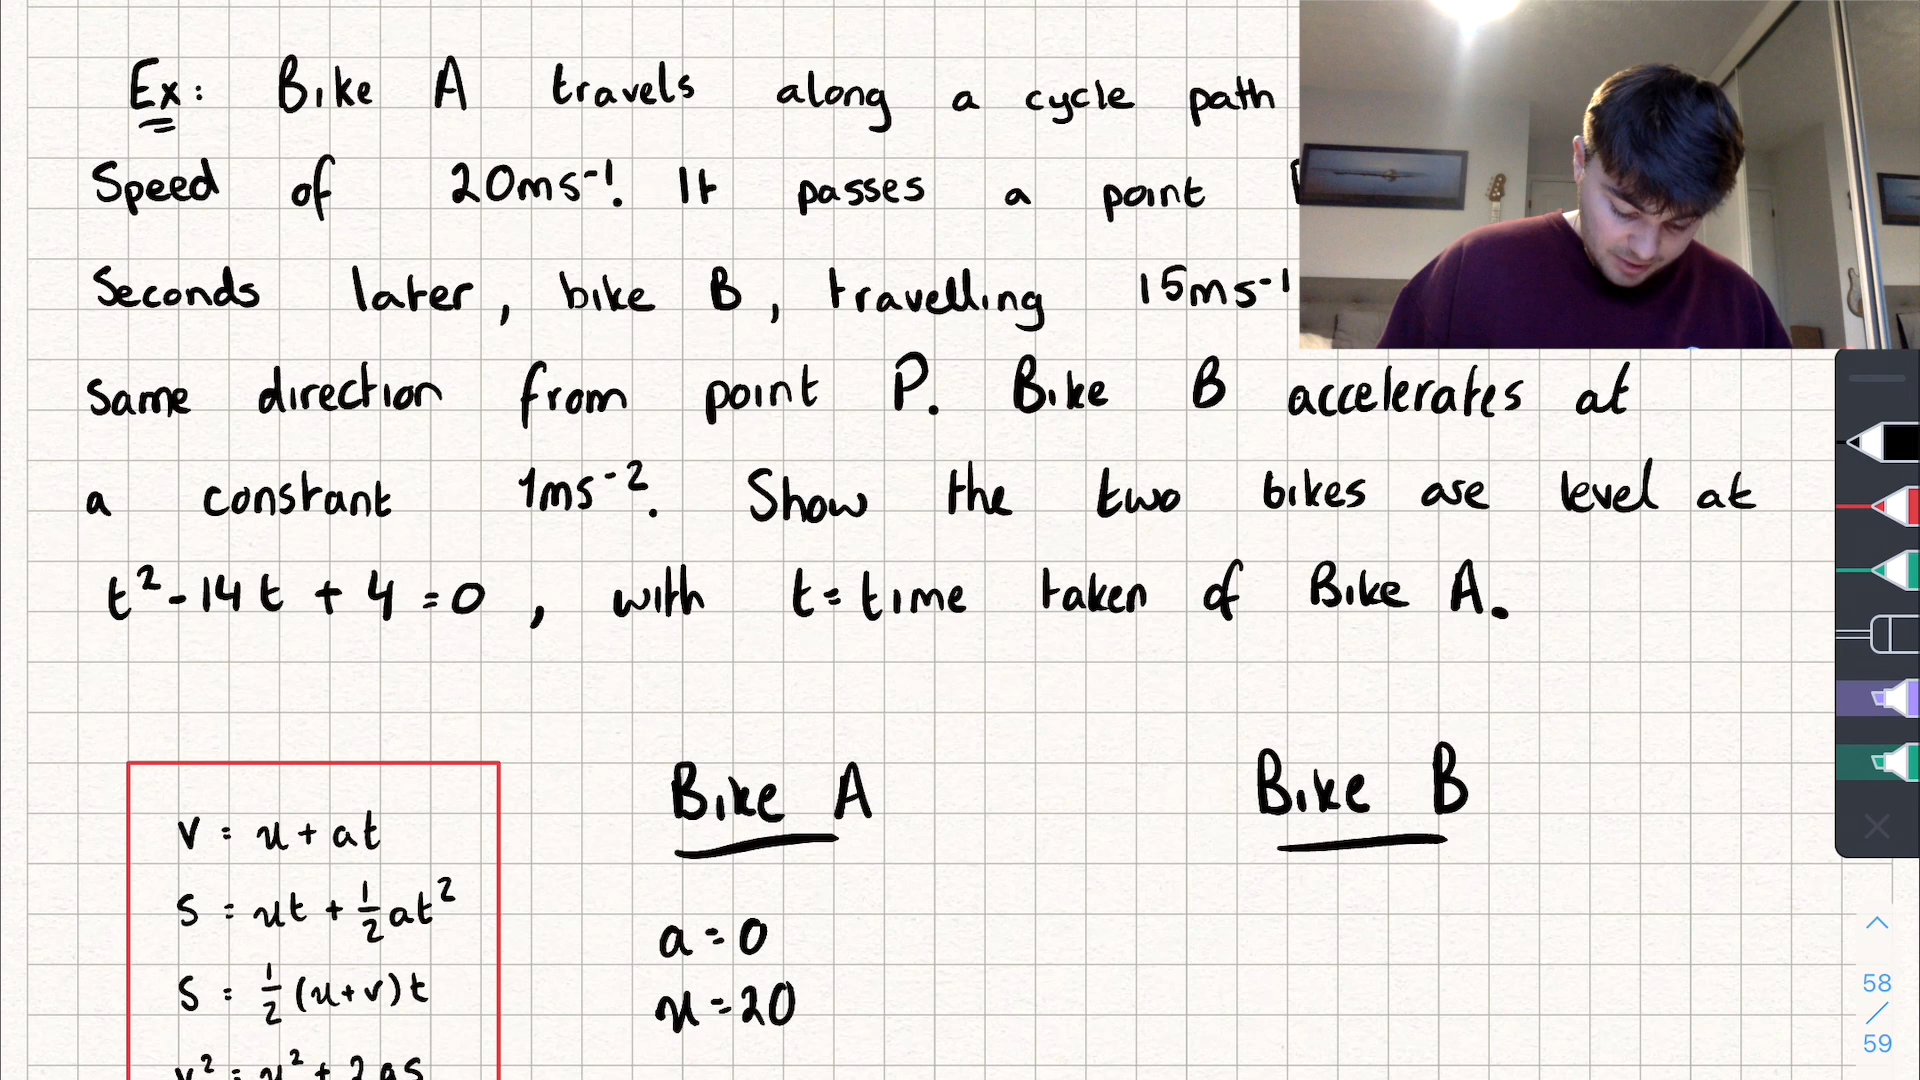 Ex: Bike A travels along a cycle path
Speed of 20ms⁻¹. It passes a point
Seconds later, bike B, travelling 15ms⁻¹
same direction from point P. Bike B accelerates at
a constant 1ms⁻². Show the two bikes are level at
t² - 14t + 4 = 0, with t = time taken of Bike A.
Bike A
Bike B
v = u + at
s = ut + ½at²
s = ½(u+v)t
v² = u² + 2as
a = 0
u = 20
58
/
59